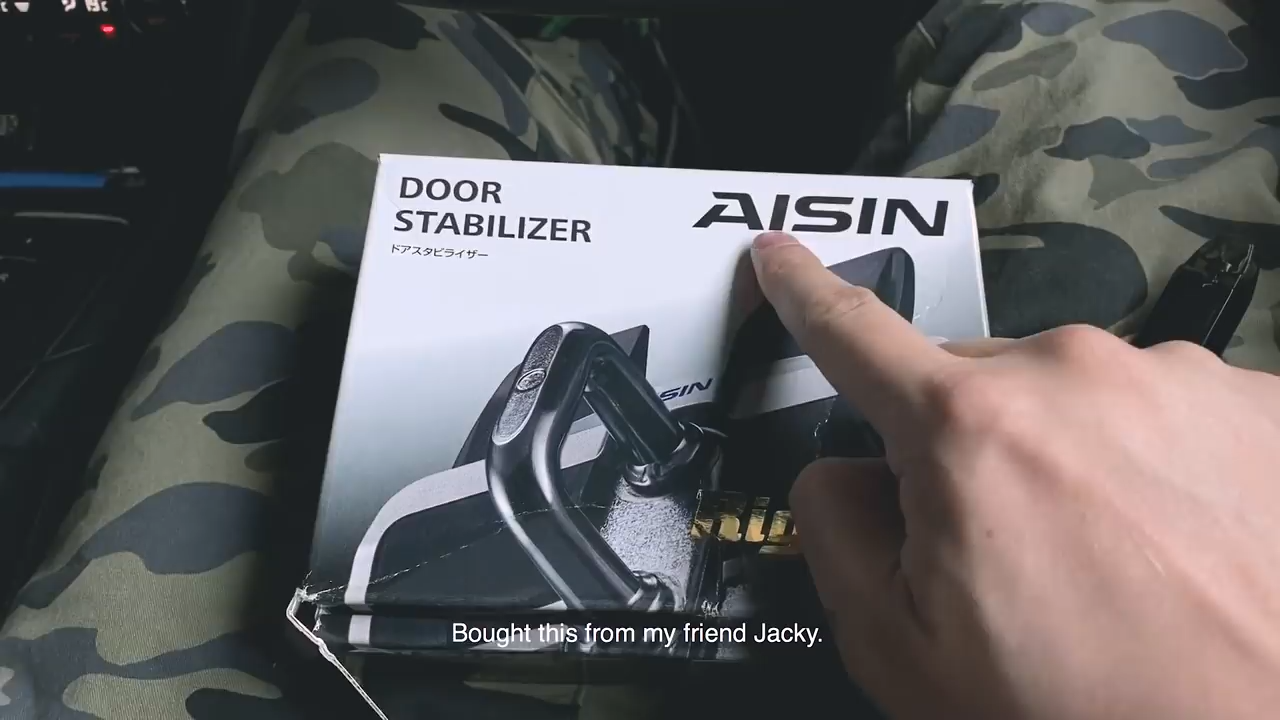 DOOR
STABILIZER
ドアスタビライザー
AISIN
Bought this from my friend Jacky.